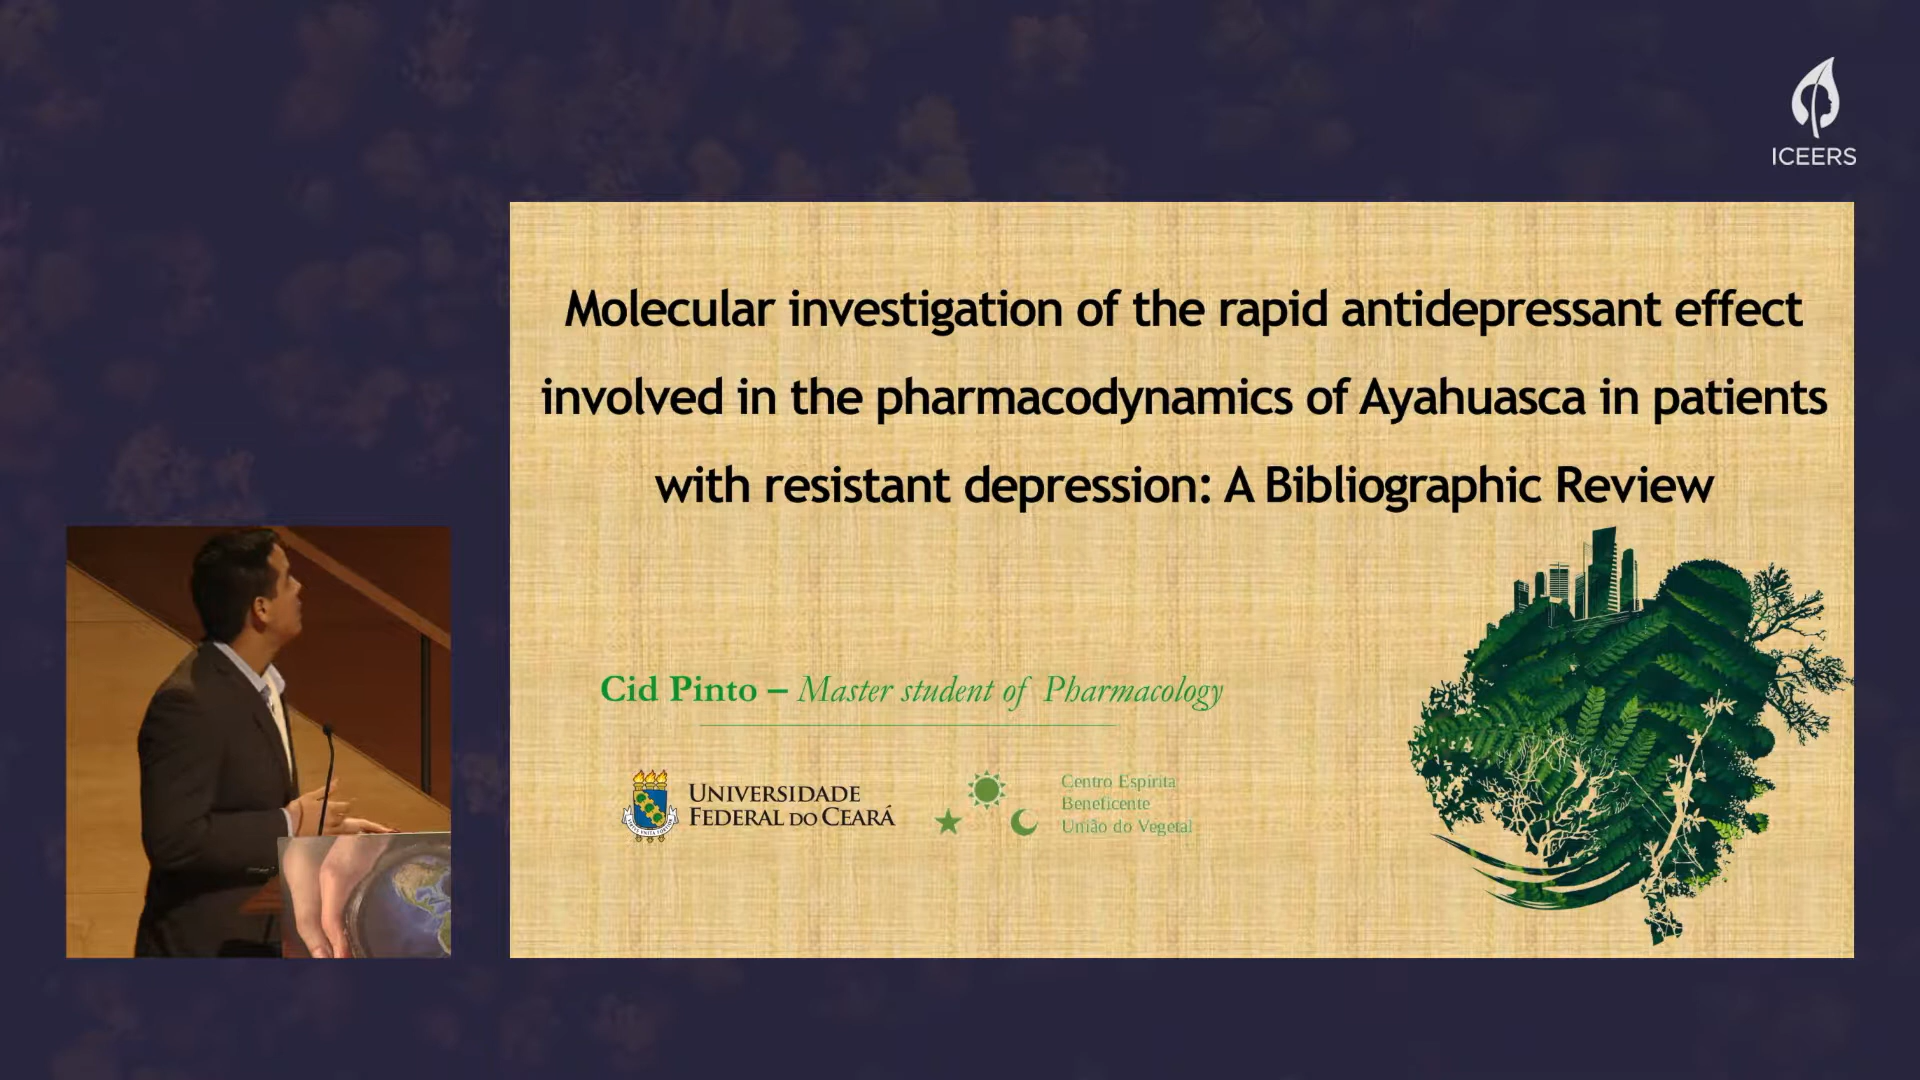 ICEERS
Molecular investigation of the rapid antidepressant effect
involved in the pharmacodynamics of Ayahuasca in patients
with resistant depression: A Bibliographic Review
Cid Pinto – Master student of Pharmacology
UNIVERSIDADE
FEDERAL DO CEARÁ
Centro Espírita
Beneficente
União do Vegetal